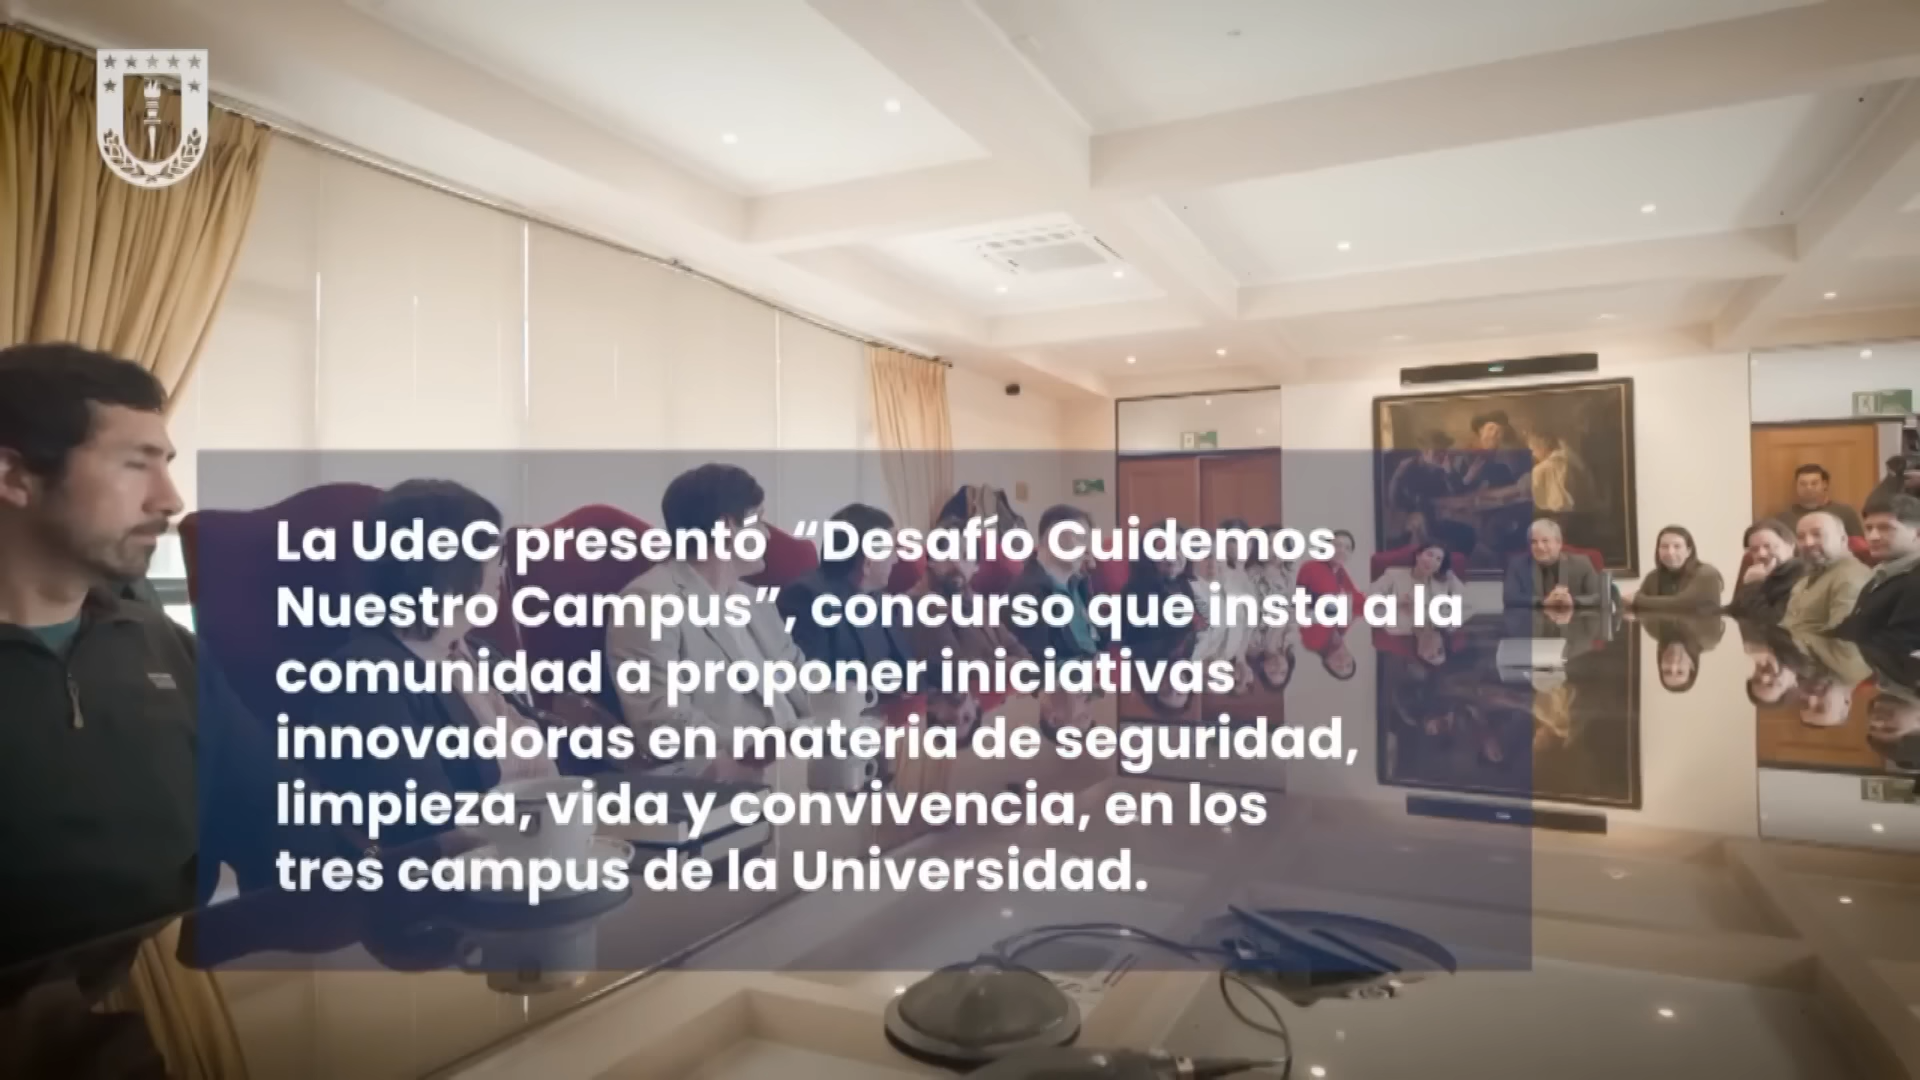 La UdeC presentó “Desafío Cuidemos
Nuestro Campus”, concurso que insta a la
comunidad a proponer iniciativas
innovadoras en materia de seguridad,
limpieza, vida y convivencia, en los
tres campus de la Universidad.